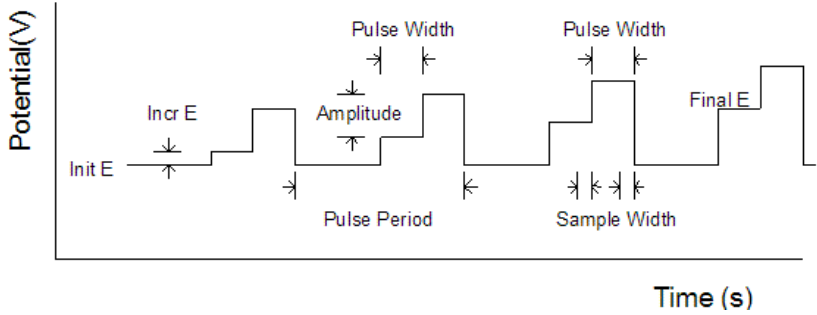 Potential(V)
Pulse Width
Pulse Width
Incr E
Amplitude
Final E
Init E
Pulse Period
Sample Width
Time (s)